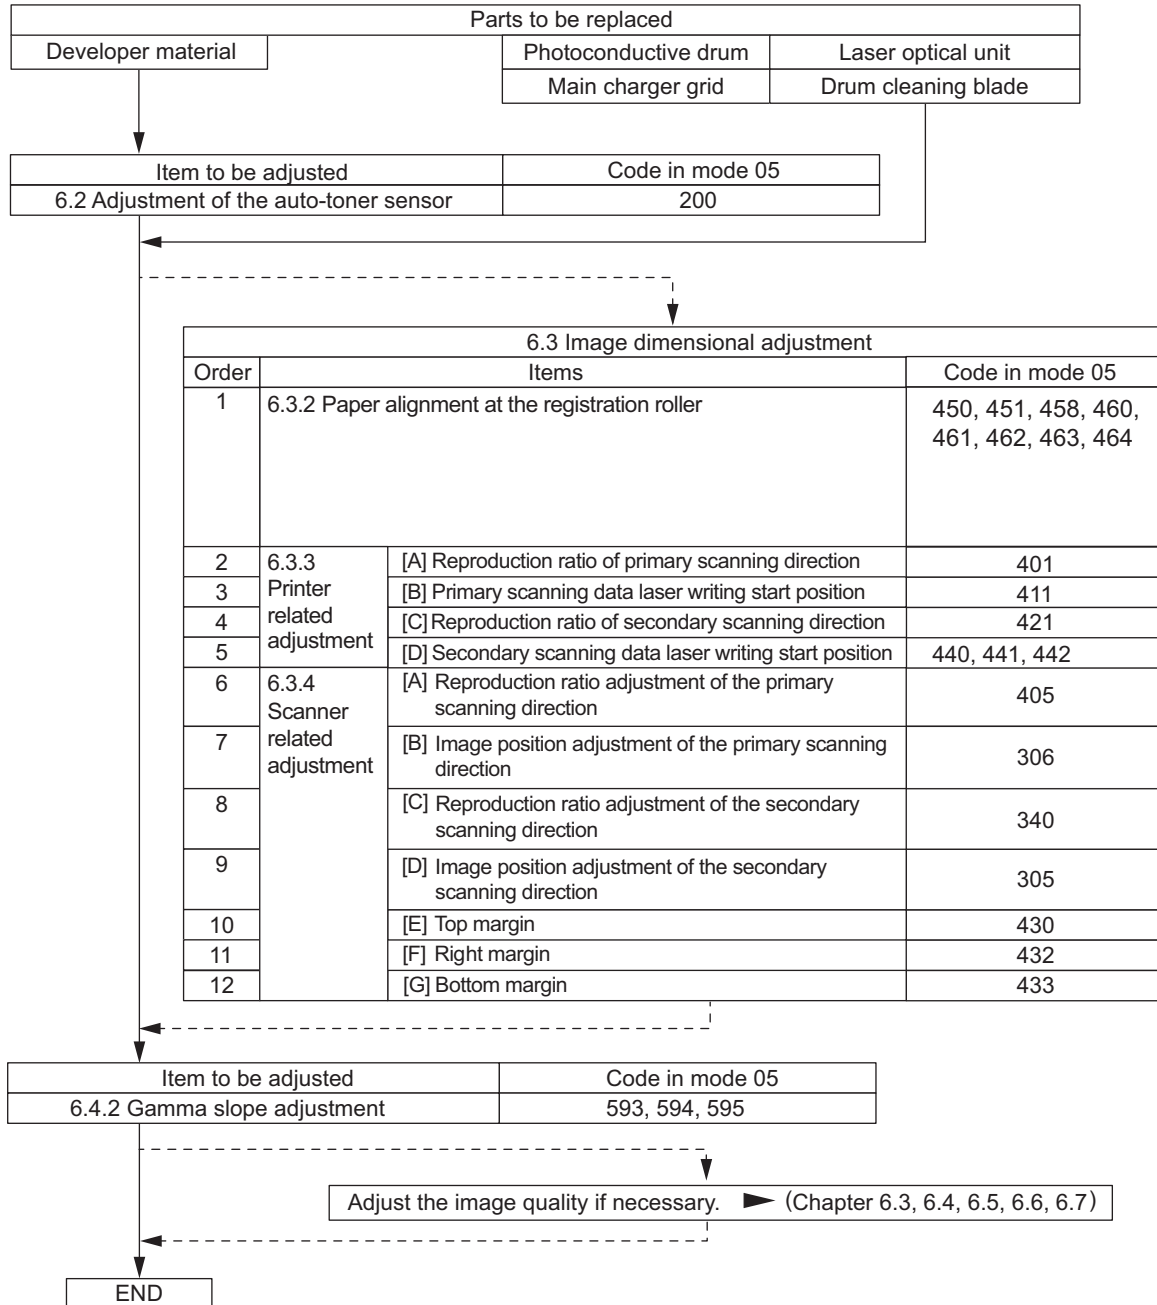 Parts to be replaced
Developer material
Photoconductive drum
Laser optical unit
Main charger grid
Drum cleaning blade
Item to be adjusted
Code in mode 05
6.2 Adjustment of the auto-toner sensor
200
6.3 Image dimensional adjustment
Order
Items
Code in mode 05
1
6.3.2 Paper alignment at the registration roller
450, 451, 458, 460,
461, 462, 463, 464
2
6.3.3
Printer
related
adjustment
[A] Reproduction ratio of primary scanning direction
401
3
[B] Primary scanning data laser writing start position
411
4
[C] Reproduction ratio of secondary scanning direction
421
5
[D] Secondary scanning data laser writing start position
440, 441, 442
6
6.3.4
Scanner
related
adjustment
[A] Reproduction ratio adjustment of the primary
scanning direction
405
7
[B] Image position adjustment of the primary scanning
direction
306
8
[C] Reproduction ratio adjustment of the secondary
scanning direction
340
9
[D] Image position adjustment of the secondary
scanning direction
305
10
[E] Top margin
430
11
[F] Right margin
432
12
[G] Bottom margin
433
Item to be adjusted
Code in mode 05
6.4.2 Gamma slope adjustment
593, 594, 595
Adjust the image quality if necessary. ► (Chapter 6.3, 6.4, 6.5, 6.6, 6.7)
END